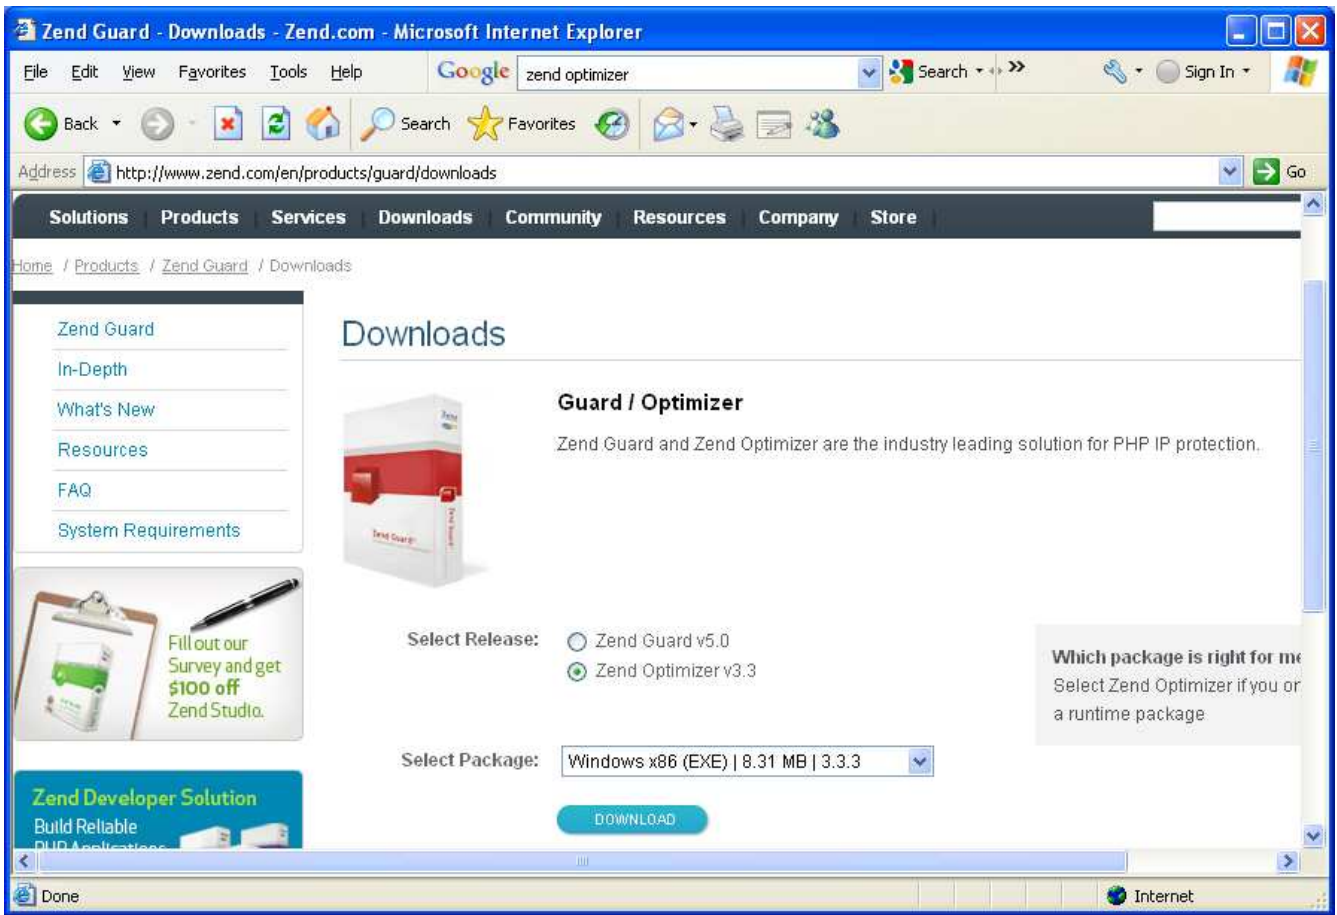 Zend Guard - Downloads - Zend.com - Microsoft Internet Explorer
File Edit View Favorites Tools Help Google zend optimizer Search Sign In
Back Search Favorites
Address http://www.zend.com/en/products/guard/downloads Go
Solutions Products Services Downloads Community Resources Company Store
Home / Products / Zend Guard / Downloads
Zend Guard
In-Depth
What's New
Resources
FAQ
System Requirements
Downloads
Guard / Optimizer
Zend Guard and Zend Optimizer are the industry leading solution for PHP IP protection.
Zend Guard
Fill out our
Survey and get
$100 off
Zend Studio.
Select Release:
Zend Guard v5.0
Zend Optimizer v3.3
Which package is right for me
Select Zend Optimizer if you or
a runtime package
Select Package: Windows x86 (EXE) | 8.31 MB | 3.3.3
DOWNLOAD
Zend Developer Solution
Build Reliable
PHP Applications
Done Internet